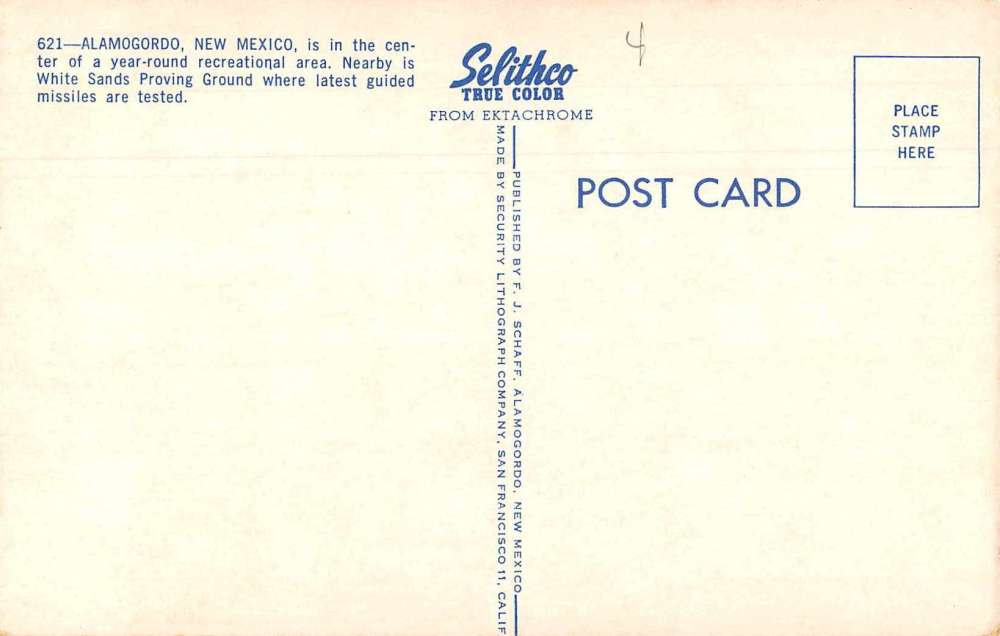 621—ALAMOGORDO, NEW MEXICO, is in the cen-
ter of a year-round recreational area. Nearby is
White Sands Proving Ground where latest guided
missiles are tested.
Selithco
TRUE COLOR
FROM EKTACHROME
4
PLACE
STAMP
HERE
POST CARD
PUBLISHED BY F. J. SCHAFF, ALAMOGORDO, NEW MEXICO
MADE BY SECURITY LITHOGRAPH COMPANY, SAN FRANCISCO 11, CALIF